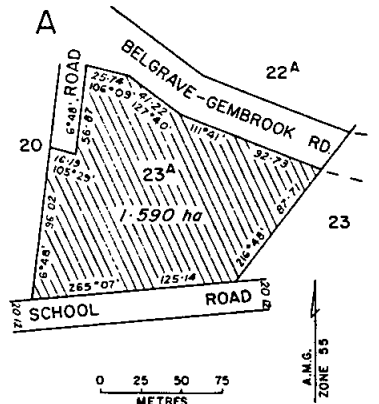 A
BELGRAVE-GEMBROOK RD
22A
ROAD
6°48'
56·87
25·74
106°09'
41·22
127°40'
111°41'
92·73
20
16·19
105°29'
23A
1·590 ha
96·02
6°48'
87·71
216°48'
23
265°07'
125·14
20·12
SCHOOL ROAD
20·12
0 25 50 75
METRES
A.M.G.
ZONE 55